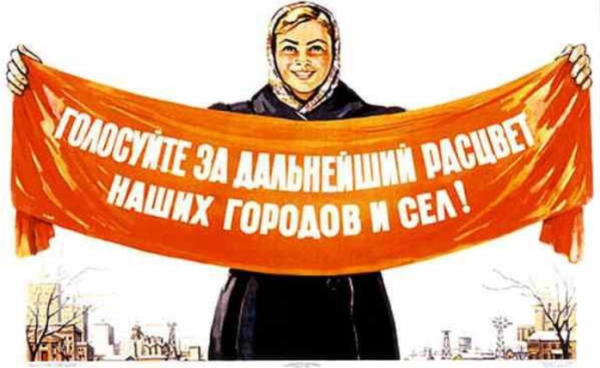 ГОЛОСУЙТЕ ЗА ДАЛЬНЕЙШИЙ РАСЦВЕТ
НАШИХ ГОРОДОВ И СЕЛ!